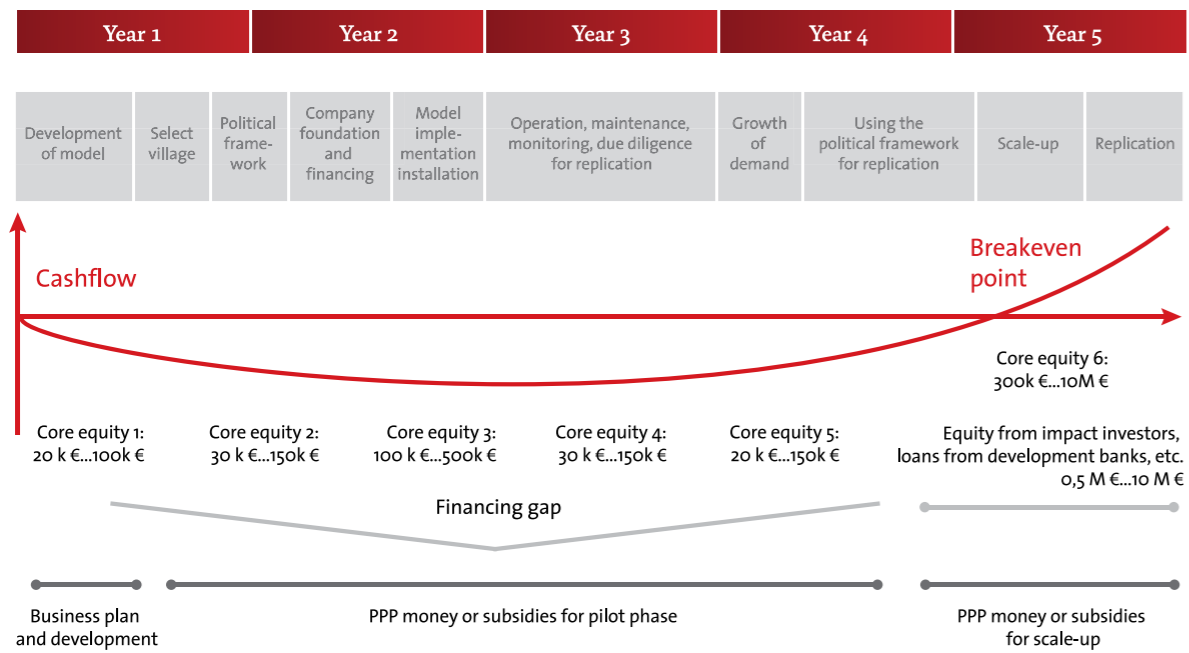 Year 1
Year 2
Year 3
Year 4
Year 5
Development
of model
Select
village
Political
frame-
work
Company
foundation
and
financing
Model
imple-
mentation
installation
Operation, maintenance,
monitoring, due diligence
for replication
Growth
of
demand
Using the
political framework
for replication
Scale-up
Replication
Cashflow
Breakeven
point
Core equity 1:
20 k €...100k €
Core equity 2:
30 k €...150k €
Core equity 3:
100 k €...500k €
Core equity 4:
30 k €...150k €
Core equity 5:
20 k €...150k €
Core equity 6:
300k €...10M €
Equity from impact investors,
loans from development banks, etc.
0,5 M €...10 M €
Financing gap
Business plan
and development
PPP money or subsidies for pilot phase
PPP money or subsidies
for scale-up